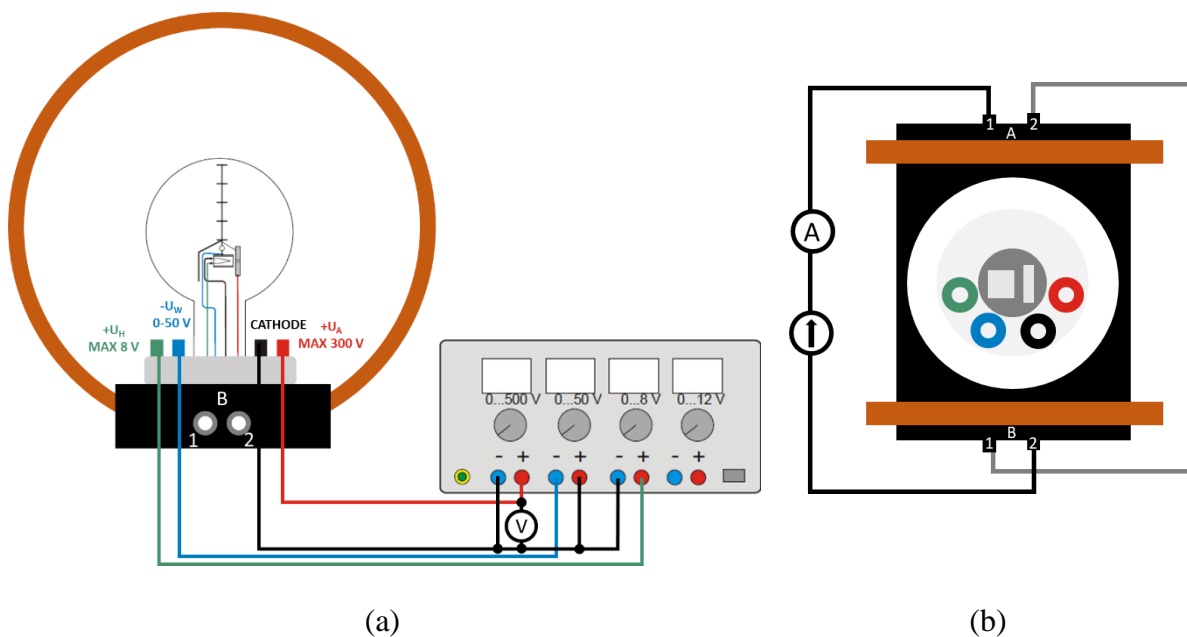 -U_W
0-50 V
+U_H
MAX 8 V
CATHODE
+U_A
MAX 300 V
B
1
2
0...500 V
0...50 V
0...8 V
0...12 V
- + - + - + - +
V
(a)
1
2
A
A
B
1
2
(b)